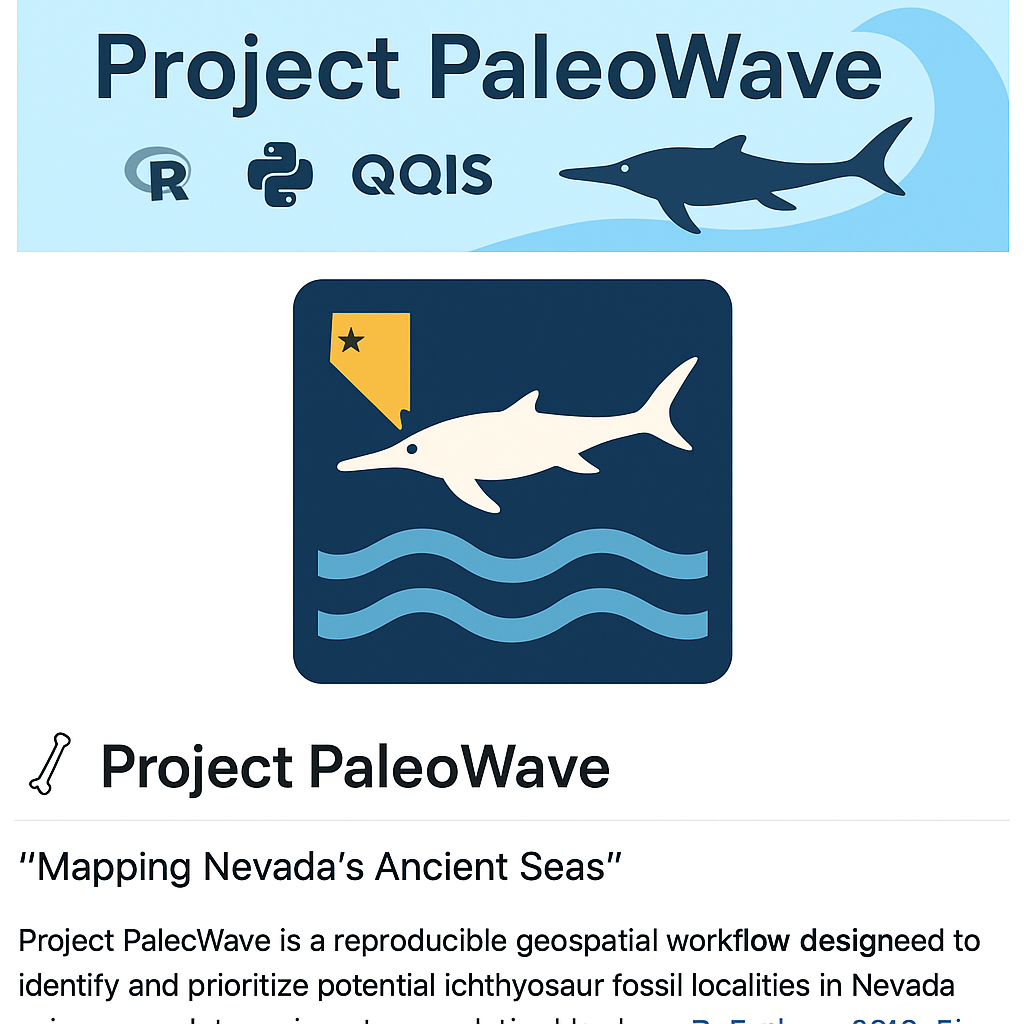 Project PaleoWave
R QQIS
Project PaleoWave
“Mapping Nevada’s Ancient Seas”
Project PalecWave is a reproducible geospatial workflow designeed to
identify and prioritize potential ichthyosaur fossil localities in Nevada